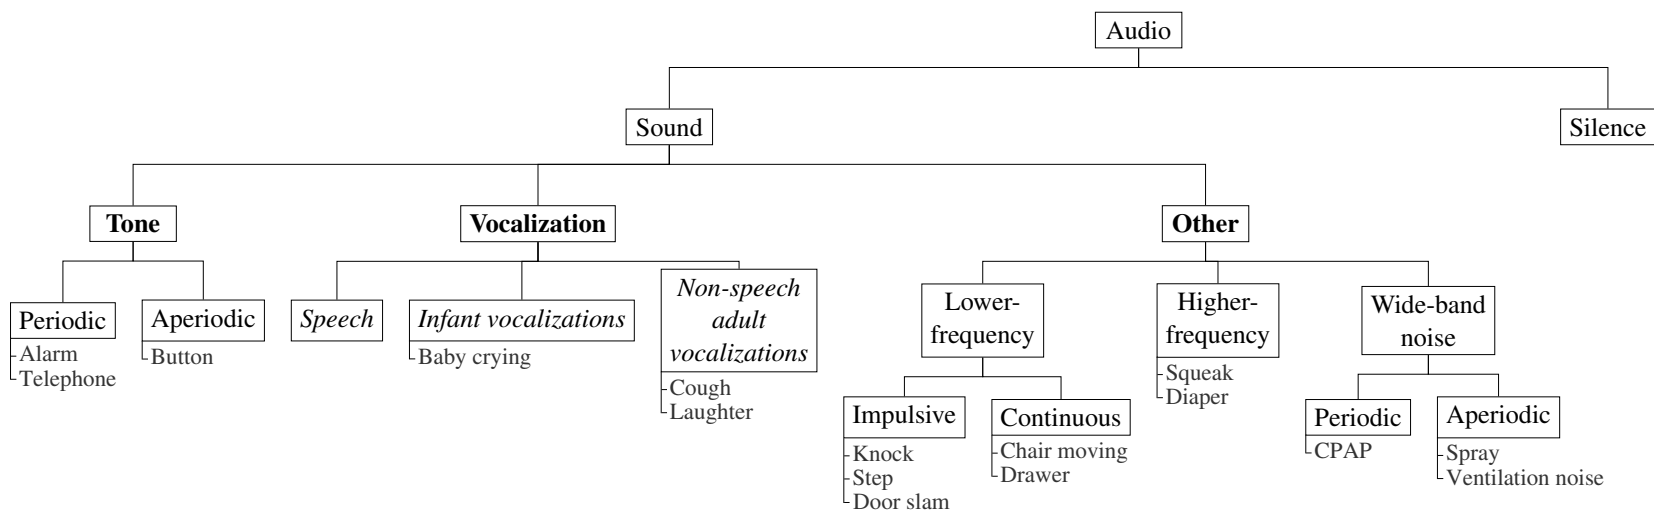 Audio
Sound
Silence
Tone
Vocalization
Other
Periodic
Alarm
Telephone
Aperiodic
Button
Speech
Infant vocalizations
Baby crying
Non-speech
adult
vocalizations
Cough
Laughter
Lower-
frequency
Impulsive
Knock
Step
Door slam
Continuous
Chair moving
Drawer
Higher-
frequency
Squeak
Diaper
Wide-band
noise
Periodic
CPAP
Aperiodic
Spray
Ventilation noise